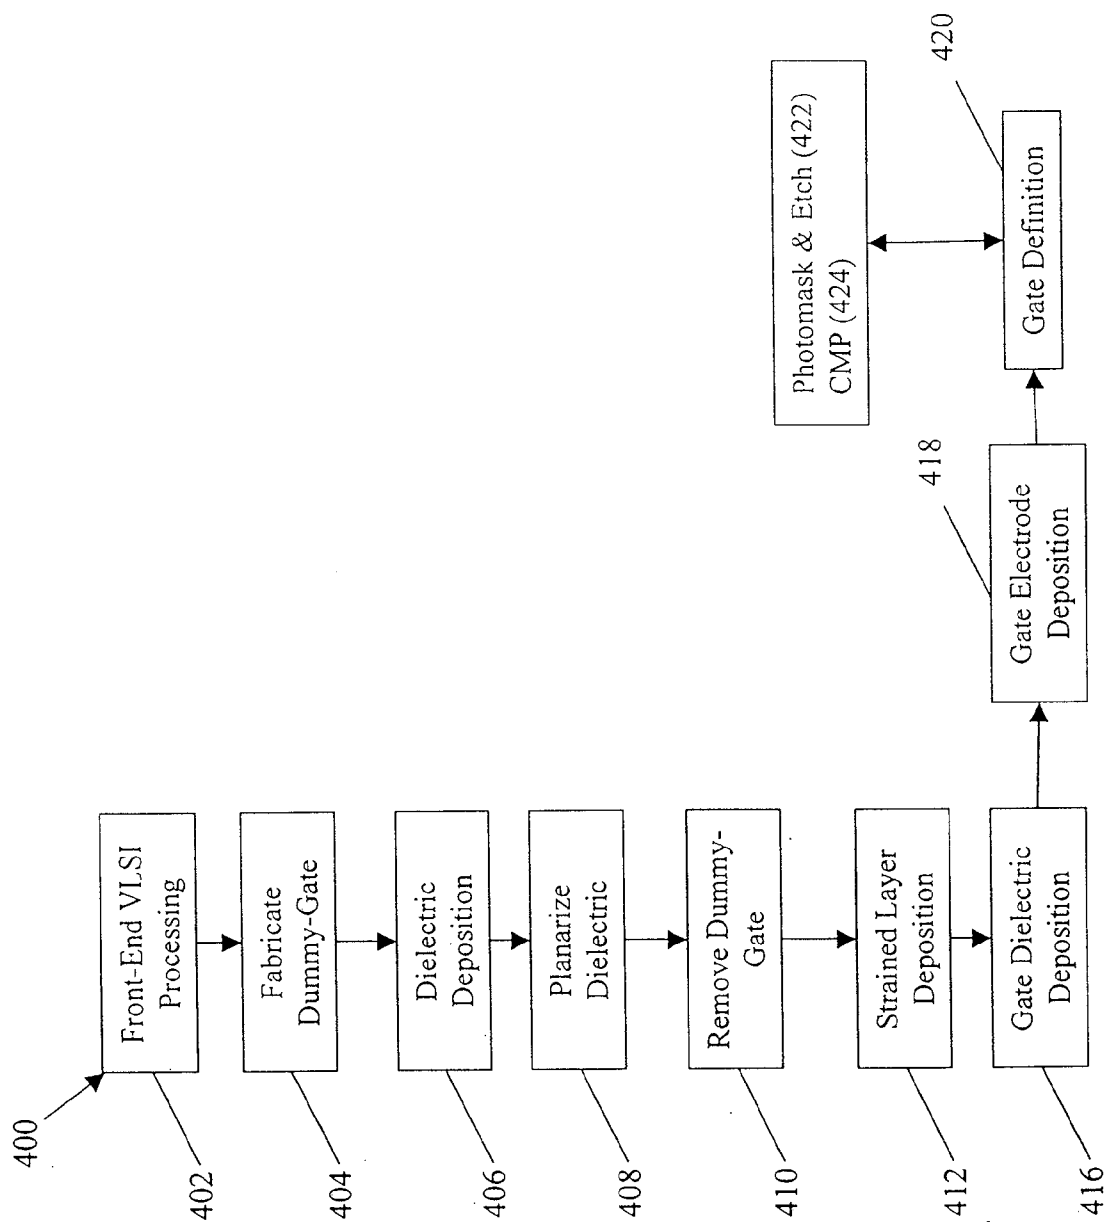 400
402
Front-End VLSI
Processing
404
Fabricate
Dummy-Gate
406
Dielectric
Deposition
408
Planarize
Dielectric
410
Remove Dummy-
Gate
412
Strained Layer
Deposition
416
Gate Dielectric
Deposition
418
Gate Electrode
Deposition
420
Gate Definition
Photomask & Etch (422)
CMP (424)